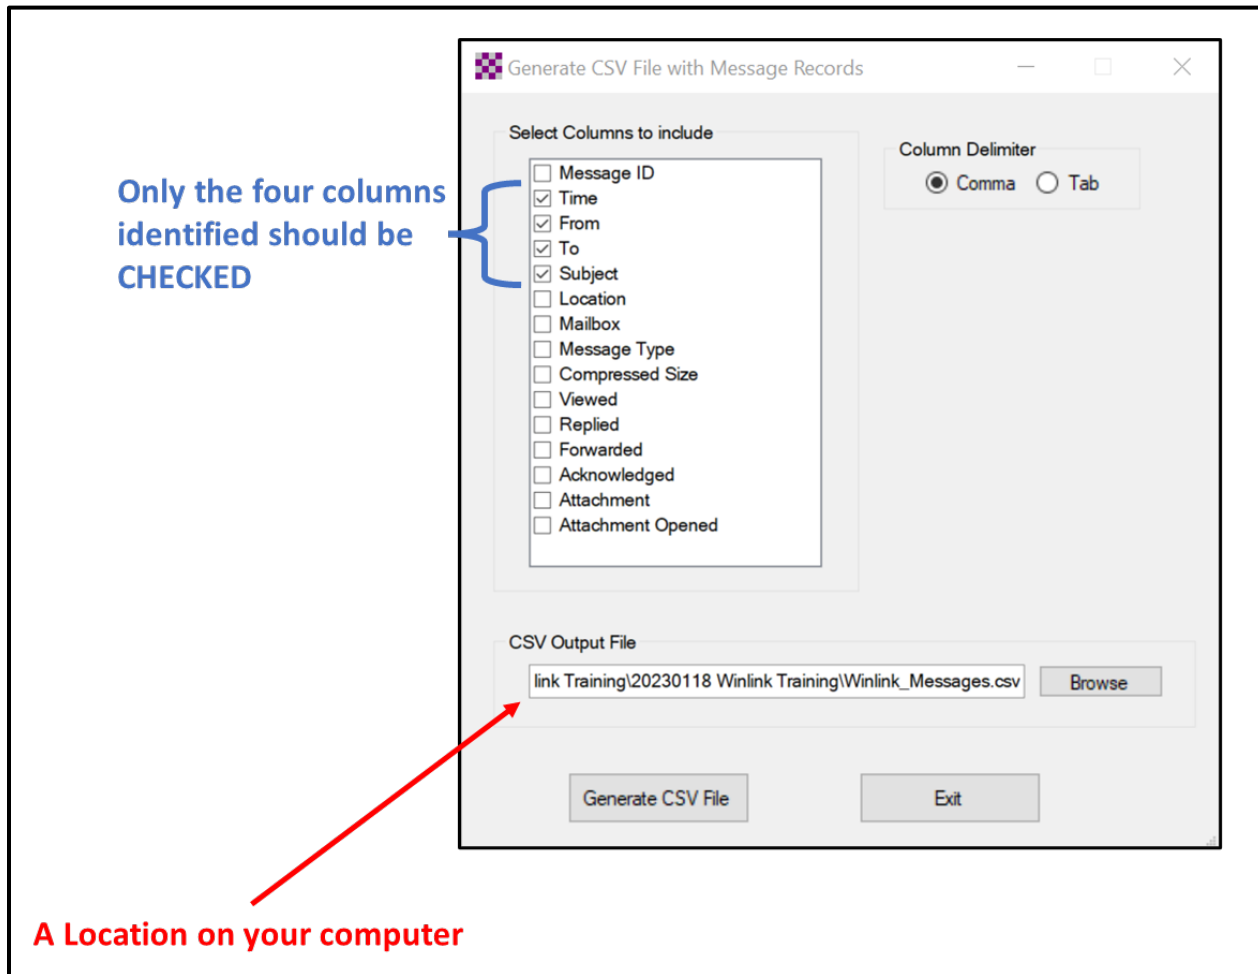 Generate CSV File with Message Records
Select Columns to include
Column Delimiter
Comma
Tab
Only the four columns
identified should be
CHECKED
Message ID
Time
From
To
Subject
Location
Mailbox
Message Type
Compressed Size
Viewed
Replied
Forwarded
Acknowledged
Attachment
Attachment Opened
CSV Output File
link Training\20230118 Winlink Training\Winlink_Messages.csv
Browse
Generate CSV File
Exit
A Location on your computer